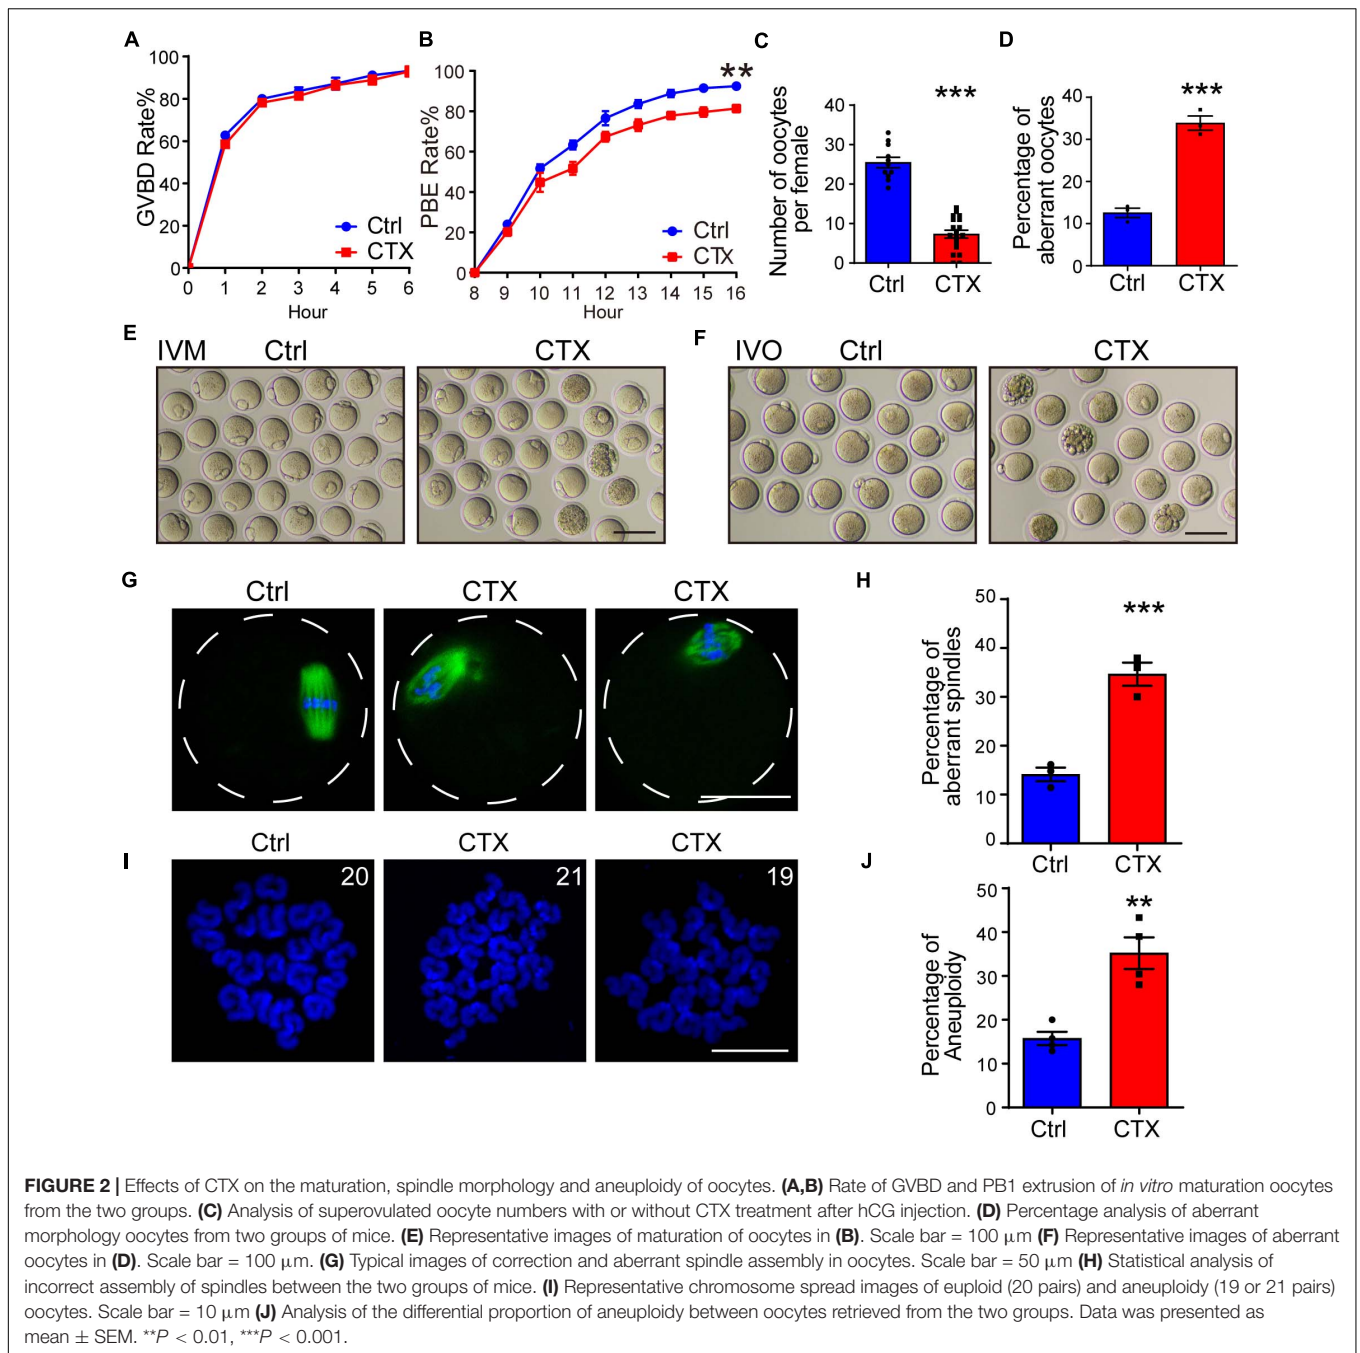 A
GVBD Rate%
100
80
60
40
20
0
0 1 2 3 4 5 6
Hour
Ctrl
CTX
B
PBE Rate%
100
80
60
40
20
0
8 9 10 11 12 13 14 15 16
Hour
**
Ctrl
CTX
C
Number of oocytes
per female
40
30
20
10
0
***
Ctrl CTX
D
Percentage of
aberrant oocytes
40
30
20
10
0
***
Ctrl CTX
E
IVM Ctrl CTX
F
IVO Ctrl CTX
G
Ctrl CTX CTX
H
Percentage of
aberrant spindles
50
40
30
20
10
0
***
Ctrl CTX
I
Ctrl CTX CTX
20 21 19
J
Percentage of
Aneuploidy
50
40
30
20
10
0
**
Ctrl CTX
FIGURE 2 | Effects of CTX on the maturation, spindle morphology and aneuploidy of oocytes. (A,B) Rate of GVBD and PB1 extrusion of in vitro maturation oocytes
from the two groups. (C) Analysis of superovulated oocyte numbers with or without CTX treatment after hCG injection. (D) Percentage analysis of aberrant
morphology oocytes from two groups of mice. (E) Representative images of maturation of oocytes in (B). Scale bar = 100 μm (F) Representative images of aberrant
oocytes in (D). Scale bar = 100 μm. (G) Typical images of correction and aberrant spindle assembly in oocytes. Scale bar = 50 μm (H) Statistical analysis of
incorrect assembly of spindles between the two groups of mice. (I) Representative chromosome spread images of euploid (20 pairs) and aneuploidy (19 or 21 pairs)
oocytes. Scale bar = 10 μm (J) Analysis of the differential proportion of aneuploidy between oocytes retrieved from the two groups. Data was presented as
mean ± SEM. **P < 0.01, ***P < 0.001.